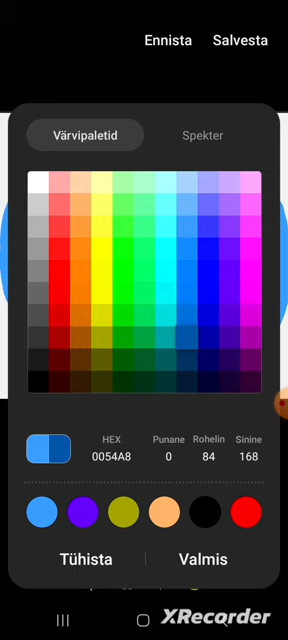 Ennista Salvesta
Värvipaletid Spekter
HEX Punane Rohelin Sinine
0054A8 0 84 168
Tühista Valmis
XRecorder